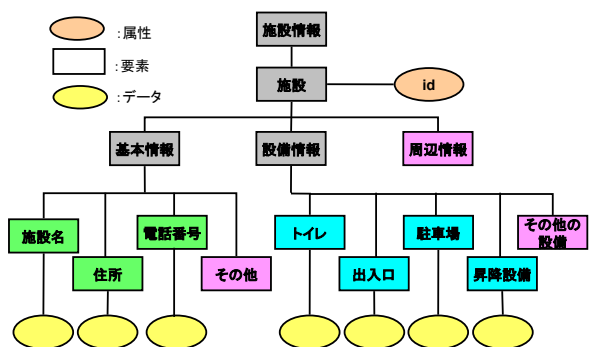 :属性
:要素
:データ
施設情報
施設
id
基本情報
設備情報
周辺情報
施設名
電話番号
トイレ
駐車場
その他の
設備
住所
その他
出入口
昇降設備